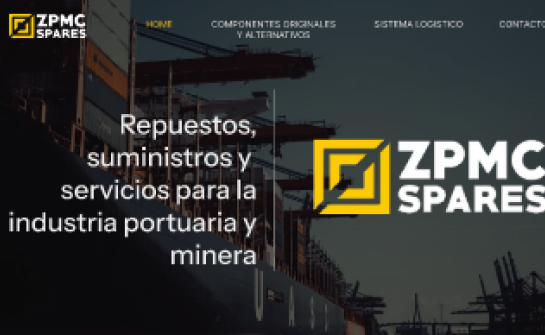 ZPMC
SPARES
HOME
COMPONENTES ORIGINALES
Y ALTERNATIVOS
SISTEMA LOGISTICO
CONTACTO
Repuestos,
suministros y
servicios para la
industria portuaria y
minera
ZPMC
SPARES
U A S